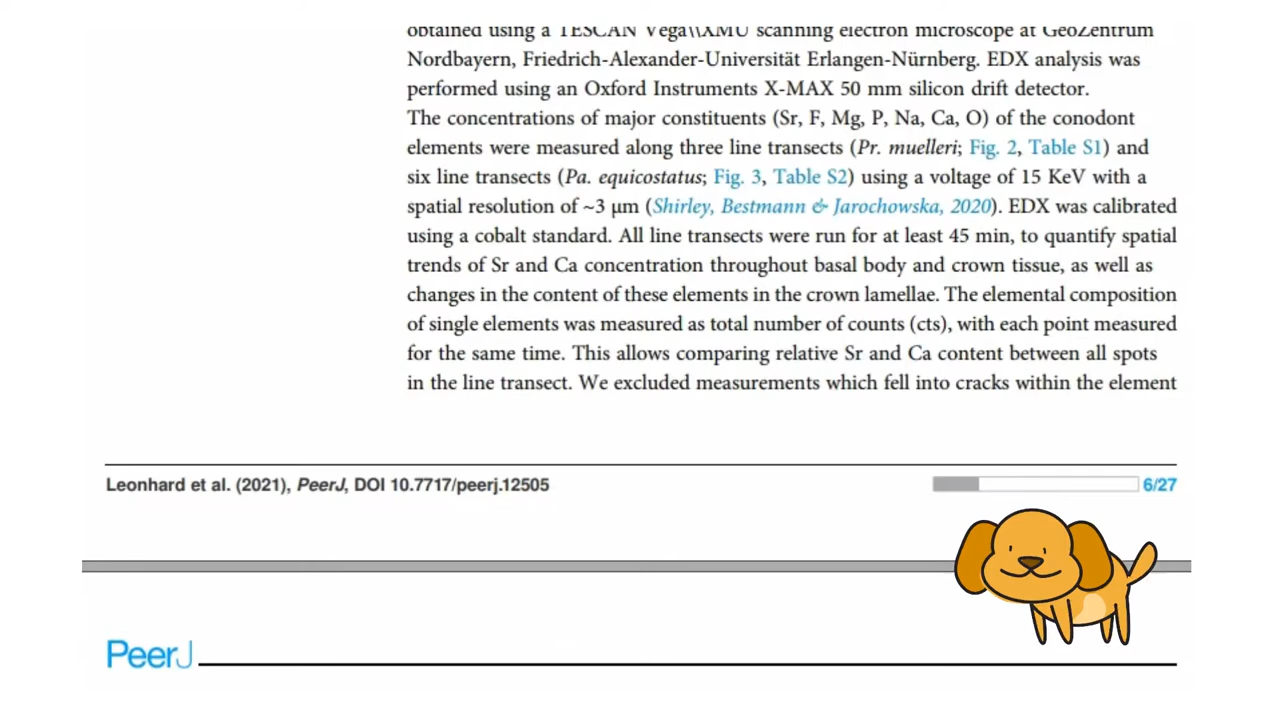 obtained using a TESCAN Vega\\XMU scanning electron microscope at GeoZentrum
Nordbayern, Friedrich-Alexander-Universität Erlangen-Nürnberg. EDX analysis was
performed using an Oxford Instruments X-MAX 50 mm silicon drift detector.
The concentrations of major constituents (Sr, F, Mg, P, Na, Ca, O) of the conodont
elements were measured along three line transects (Pr. muelleri; Fig. 2, Table S1) and
six line transects (Pa. equicostatus; Fig. 3, Table S2) using a voltage of 15 KeV with a
spatial resolution of ~3 μm (Shirley, Bestmann & Jarochowska, 2020). EDX was calibrated
using a cobalt standard. All line transects were run for at least 45 min, to quantify spatial
trends of Sr and Ca concentration throughout basal body and crown tissue, as well as
changes in the content of these elements in the crown lamellae. The elemental composition
of single elements was measured as total number of counts (cts), with each point measured
for the same time. This allows comparing relative Sr and Ca content between all spots
in the line transect. We excluded measurements which fell into cracks within the element
Leonhard et al. (2021), PeerJ, DOI 10.7717/peerj.12505
6/27
PeerJ